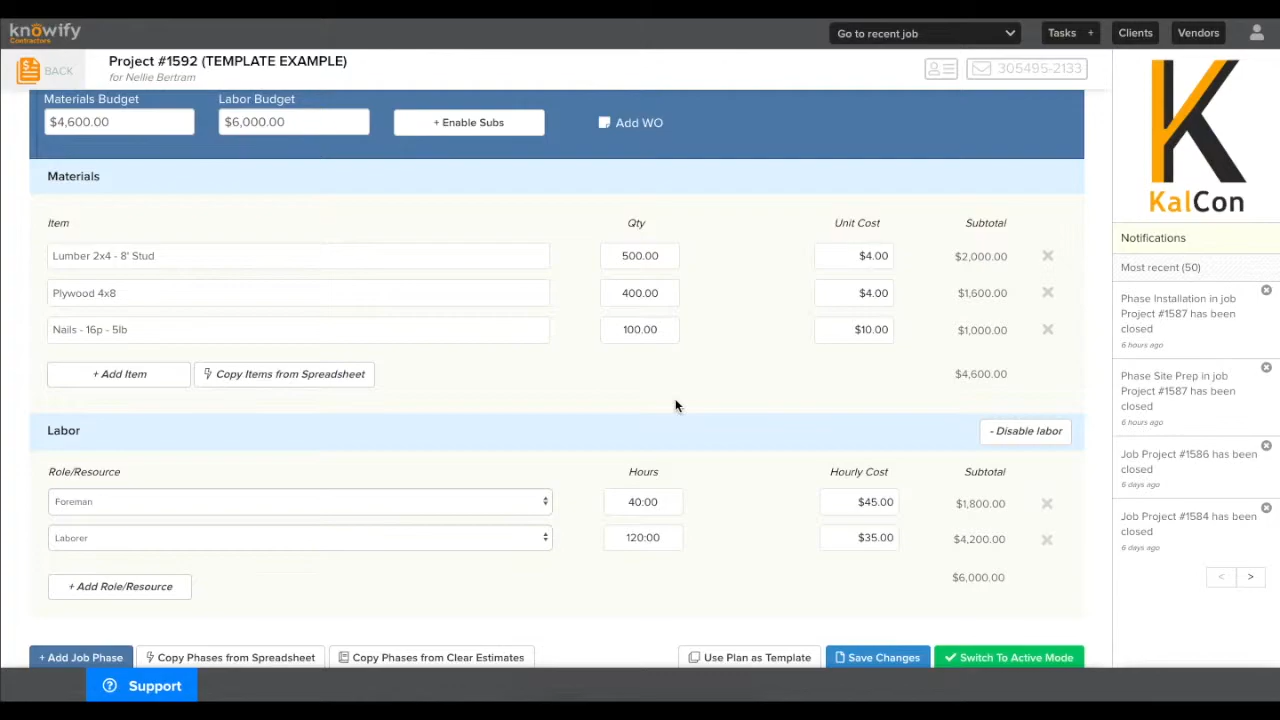 knowify
Contractors
Go to recent job
Tasks +
Clients
Vendors
BACK
Project #1592 (TEMPLATE EXAMPLE)
for Nellie Bertram
305495-2133
Materials Budget
Labor Budget
$4,600.00
$6,000.00
+ Enable Subs
Add WO
Materials
Item
Qty
Unit Cost
Subtotal
Lumber 2x4 - 8' Stud
500.00
$4.00
$2,000.00
Plywood 4x8
400.00
$4.00
$1,600.00
Nails - 16p - 5lb
100.00
$10.00
$1,000.00
+ Add Item
Copy Items from Spreadsheet
$4,600.00
Labor
- Disable labor
Role/Resource
Hours
Hourly Cost
Subtotal
Foreman
40:00
$45.00
$1,800.00
Laborer
120:00
$35.00
$4,200.00
+ Add Role/Resource
$6,000.00
+ Add Job Phase
Copy Phases from Spreadsheet
Copy Phases from Clear Estimates
Use Plan as Template
Save Changes
Switch To Active Mode
Support
KalCon
Notifications
Most recent (50)
Phase Installation in job
Project #1587 has been
closed
6 hours ago
Phase Site Prep in job
Project #1587 has been
closed
6 hours ago
Job Project #1586 has been
closed
6 days ago
Job Project #1584 has been
closed
6 days ago
< >